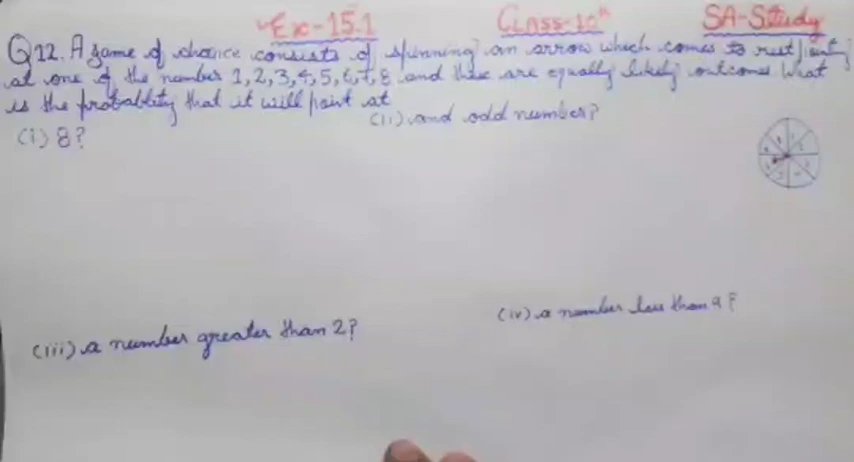 Ex-15.1 Class-10th SA-Study
Q12. A game of chance consists of spinning an arrow which comes to rest pointing
at one of the number 1,2,3,4,5,6,7,8 and these are equally likely outcomes. What
is the probability that it will point at
(i) 8?
(ii) and odd number?
(iii) a number greater than 2?
(iv) a number less than 9?